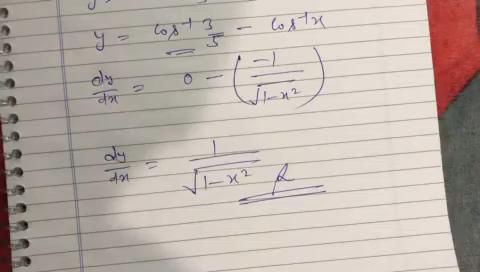 y = cos⁻¹ 3/5 - cos⁻¹x
dy/dx = 0 - (-1/√1-x²)
dy/dx = 1/√1-x²